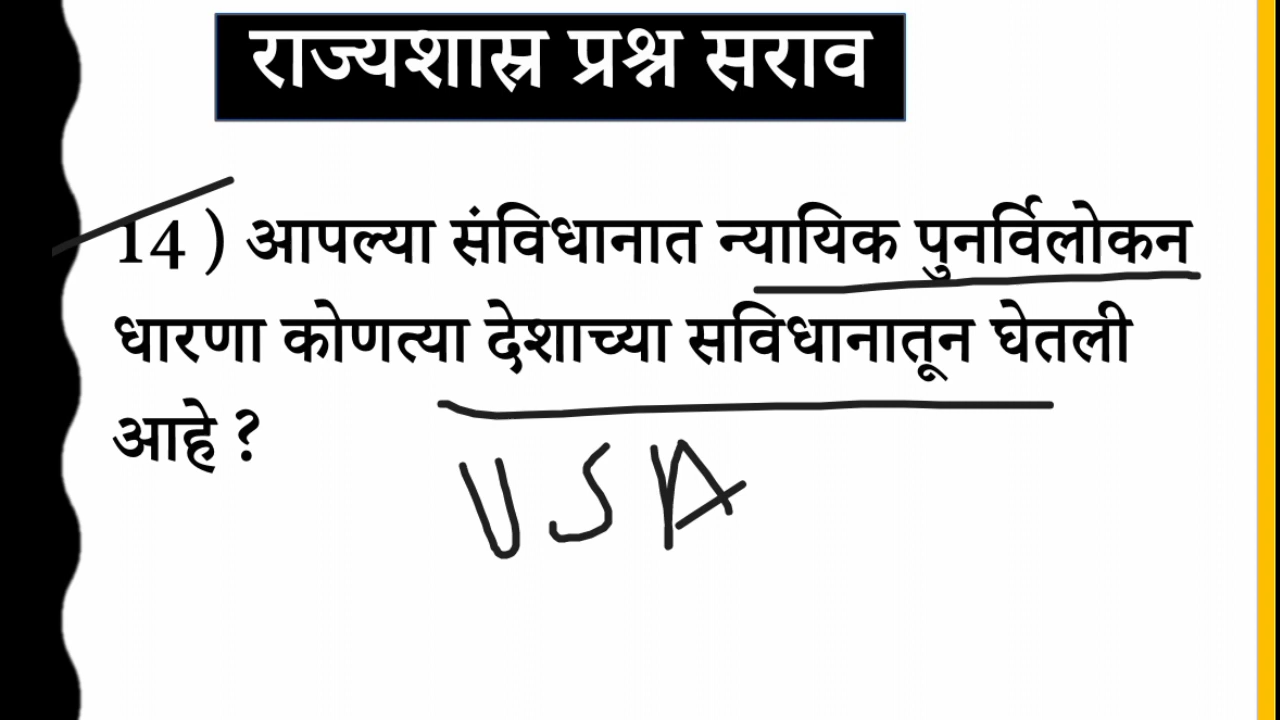 राज्यशास्र प्रश्न सराव
14 ) आपल्या संविधानात न्यायिक पुनर्विलोकन
धारणा कोणत्या देशाच्या सविधानातून घेतली
आहे ?
USA